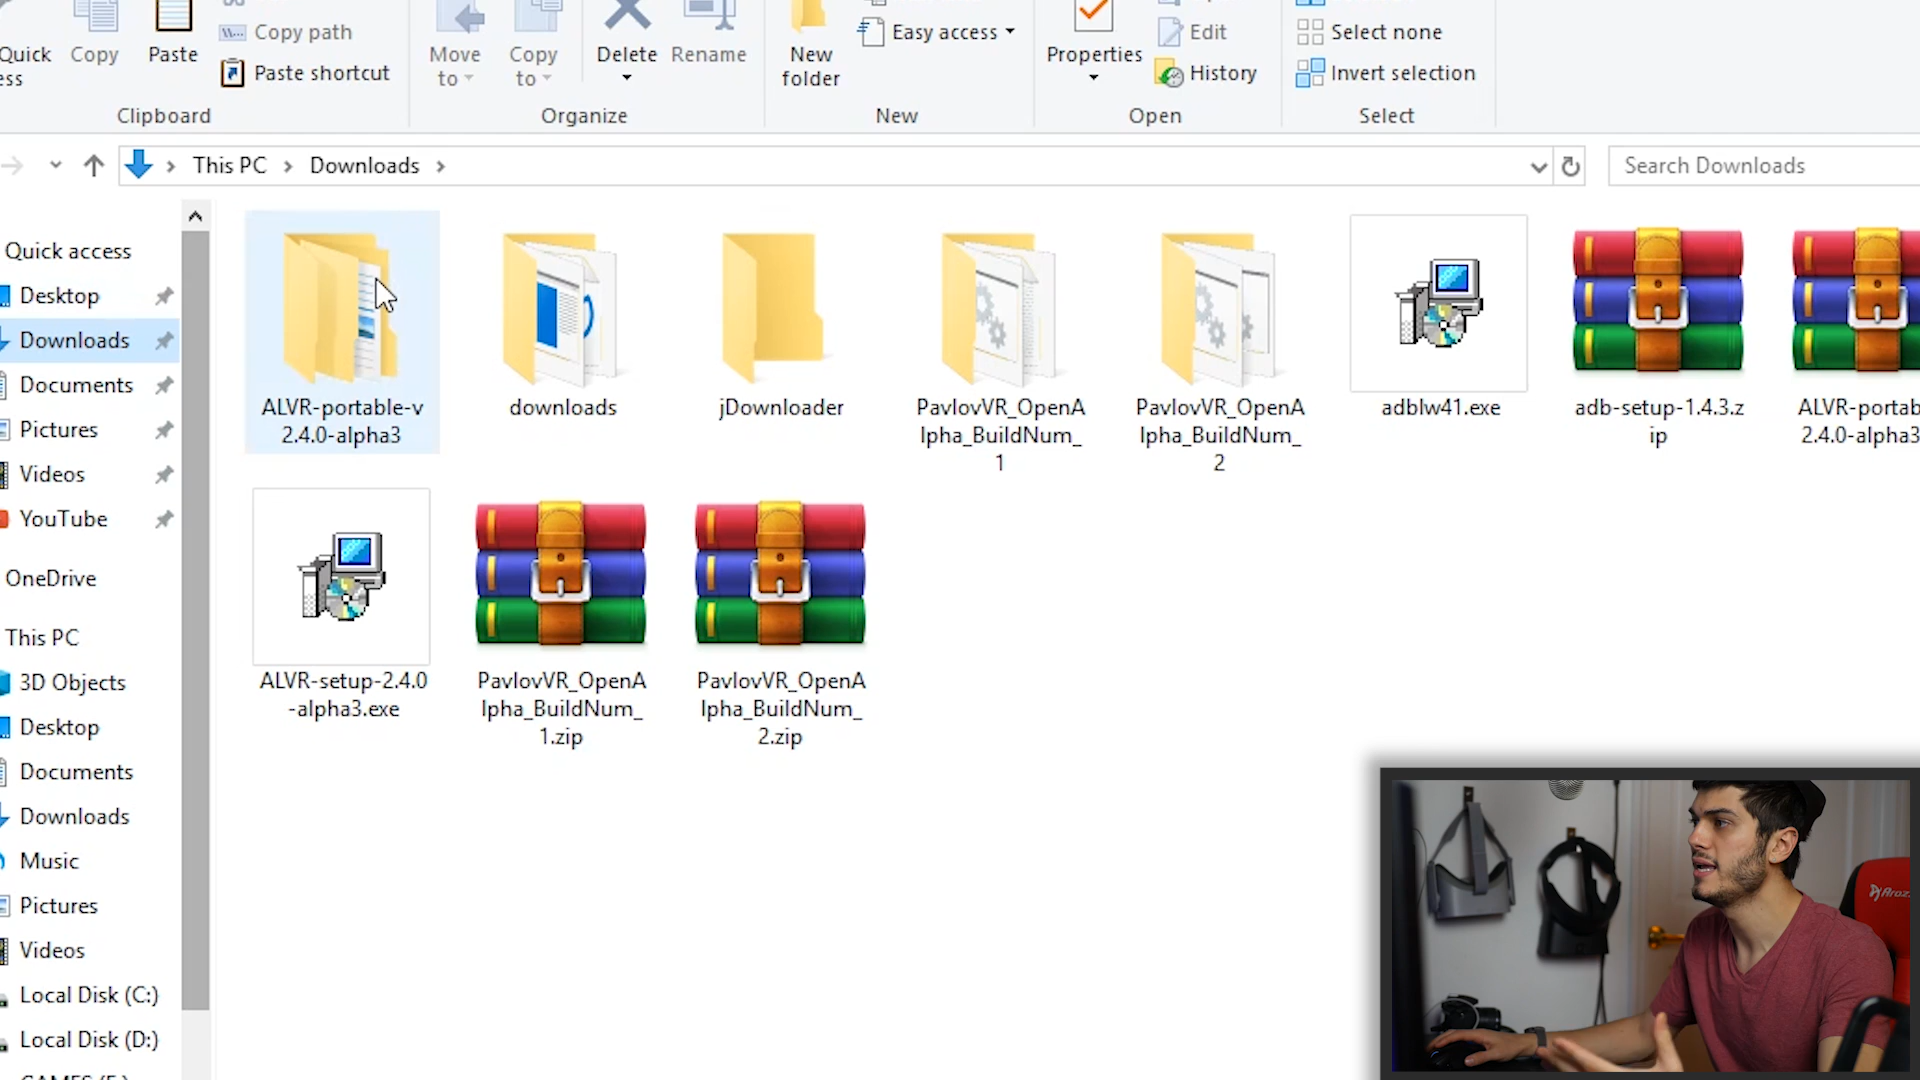 Quick
ess
Copy
Paste
Copy path
Paste shortcut
Clipboard
Move
to
Copy
to
Delete
Rename
Organize
New
folder
Easy access
New
Properties
Edit
History
Open
Select none
Invert selection
Select
This PC
Downloads
Search Downloads
Quick access
Desktop
Downloads
Documents
Pictures
Videos
YouTube
OneDrive
This PC
3D Objects
Desktop
Documents
Downloads
Music
Pictures
Videos
Local Disk (C:)
Local Disk (D:)
ALVR-portable-v
2.4.0-alpha3
downloads
jDownloader
PavlovVR_OpenA
lpha_BuildNum_
1
PavlovVR_OpenA
lpha_BuildNum_
2
adblw41.exe
adb-setup-1.4.3.z
ip
ALVR-portab
2.4.0-alpha3
ALVR-setup-2.4.0
-alpha3.exe
PavlovVR_OpenA
lpha_BuildNum_
1.zip
PavlovVR_OpenA
lpha_BuildNum_
2.zip